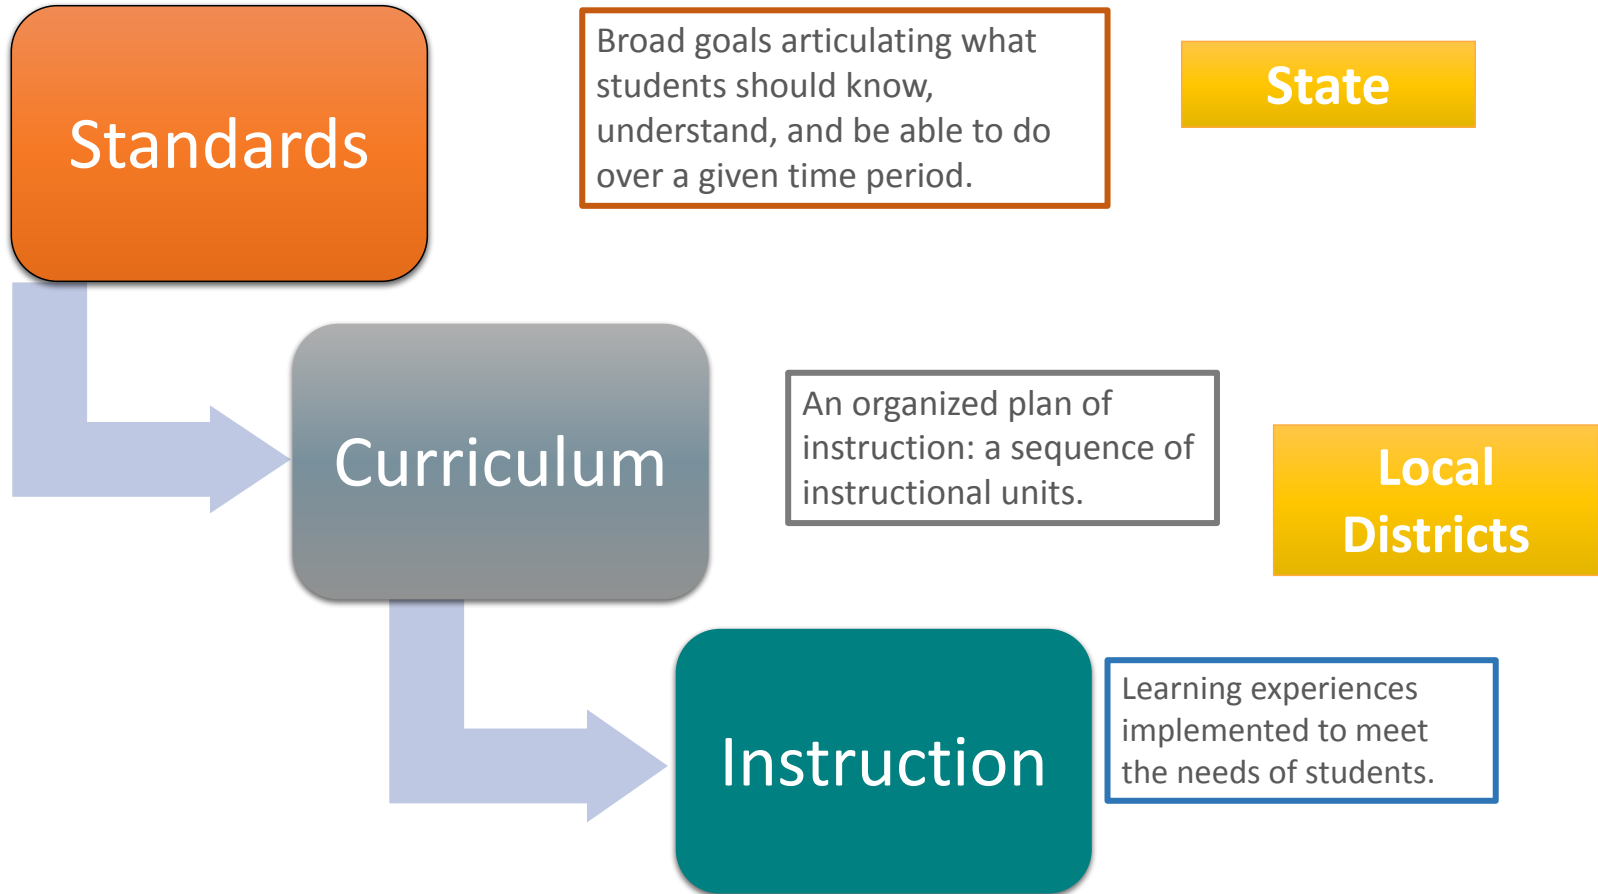 Standards
Broad goals articulating what
students should know,
understand, and be able to do
over a given time period.
State
Curriculum
An organized plan of
instruction: a sequence of
instructional units.
Local
Districts
Instruction
Learning experiences
implemented to meet
the needs of students.